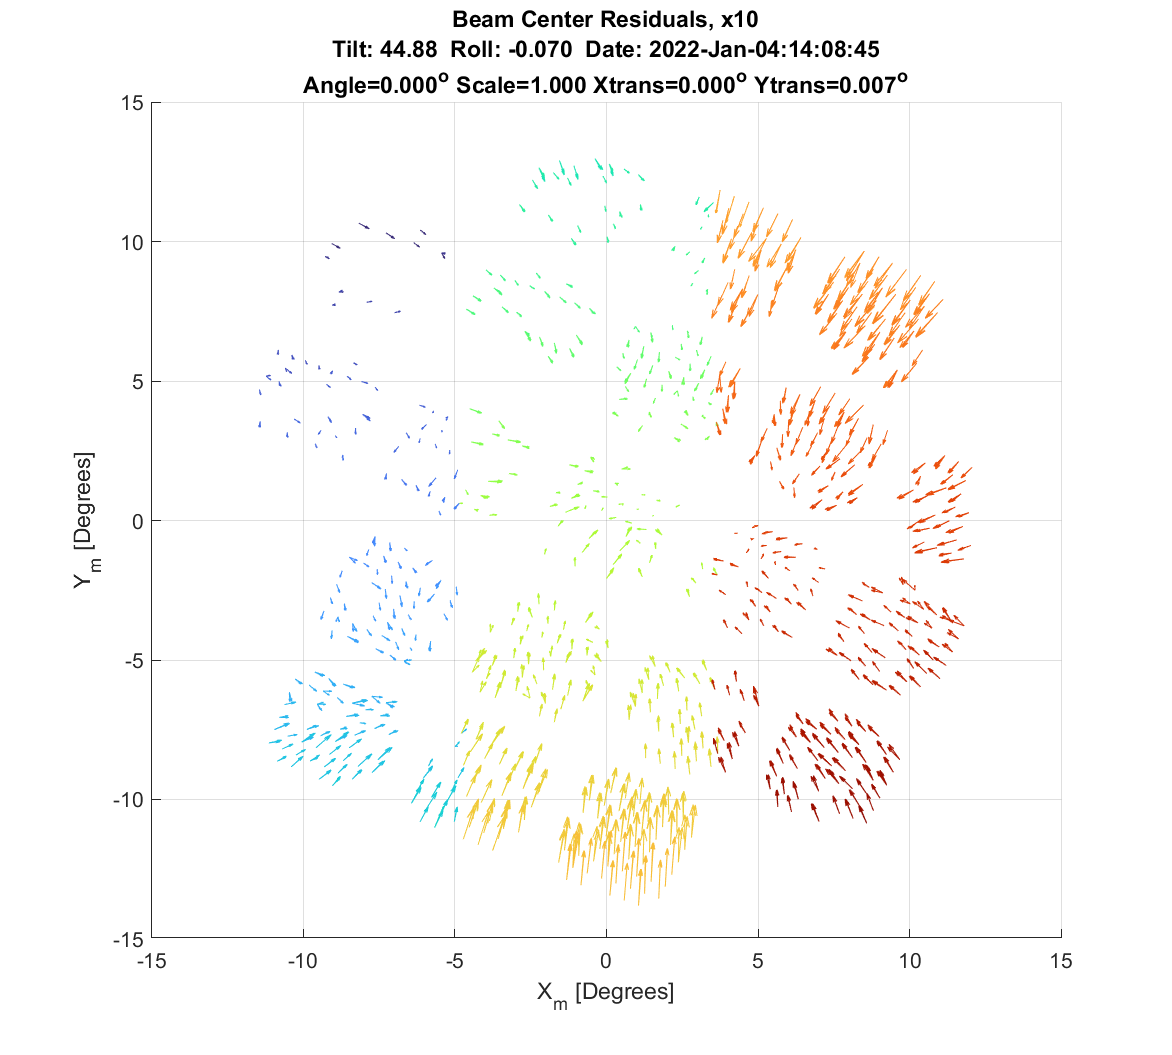 Beam Center Residuals, x10
Tilt: 44.88 Roll: -0.070 Date: 2022-Jan-04:14:08:45
Angle=0.000° Scale=1.000 Xtrans=0.000° Ytrans=0.007°
15
10
5
0
-5
-10
-15
Y_m [Degrees]
-15 -10 -5 0 5 10 15
X_m [Degrees]